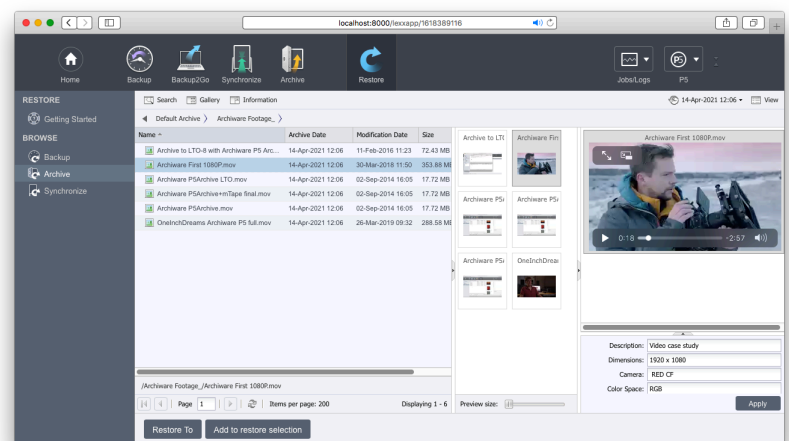 localhost:8000/lexxapp/1618389116
Home
Backup
Backup2Go
Synchronize
Archive
Restore
Jobs/Logs
P5
P5
RESTORE
Getting Started
BROWSE
Backup
Archive
Synchronize
Search
Gallery
Information
14-Apr-2021 12:06
View
Default Archive
Archiware Footage_
Name Archive Date Modification Date Size
Archive to LTO-8 with Archiware P5 Arc... 14-Apr-2021 12:06 11-Feb-2016 11:23 72.43 MB
Archiware First 1080P.mov 14-Apr-2021 12:06 30-Mar-2018 11:50 353.88 ME
Archiware P5Archive LTO.mov 14-Apr-2021 12:06 02-Sep-2014 16:05 17.72 MB
Archiware P5Archive+mTape final.mov 14-Apr-2021 12:06 02-Sep-2014 16:05 17.72 MB
Archiware P5Archive.mov 14-Apr-2021 12:06 02-Sep-2014 16:05 17.72 MB
OneInchDreams Archiware P5 full.mov 14-Apr-2021 12:06 26-Mar-2019 09:32 288.58 ME
Archive to LTO
Archiware Firs
Archiware P5A
Archiware P5A
Archiware P5A
OneInchDrea
Archiware First 1080P.mov
0:18
-2:57
Description: Video case study
Dimensions: 1920 x 1080
Camera: RED CF
Color Space: RGB
/Archiware Footage_/Archiware First 1080P.mov
Page 1
Items per page: 200
Displaying 1 - 6
Preview size:
Apply
Restore To
Add to restore selection